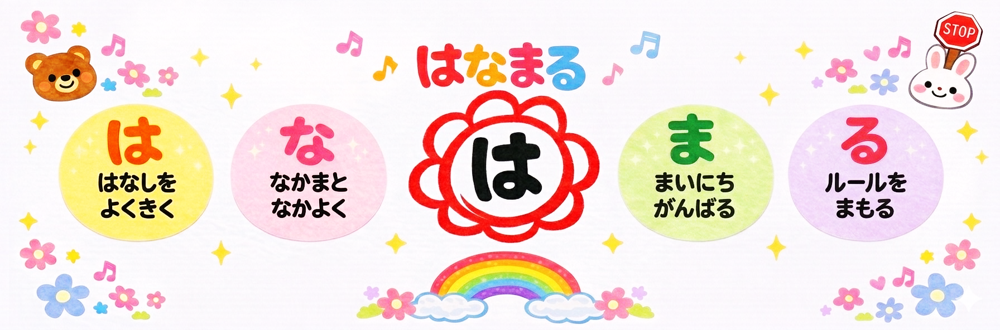 はなまる
は
はなしを
よくきく
な
なかまと
なかよく
は
ま
まいにち
がんばる
る
ルールを
まもる
STOP